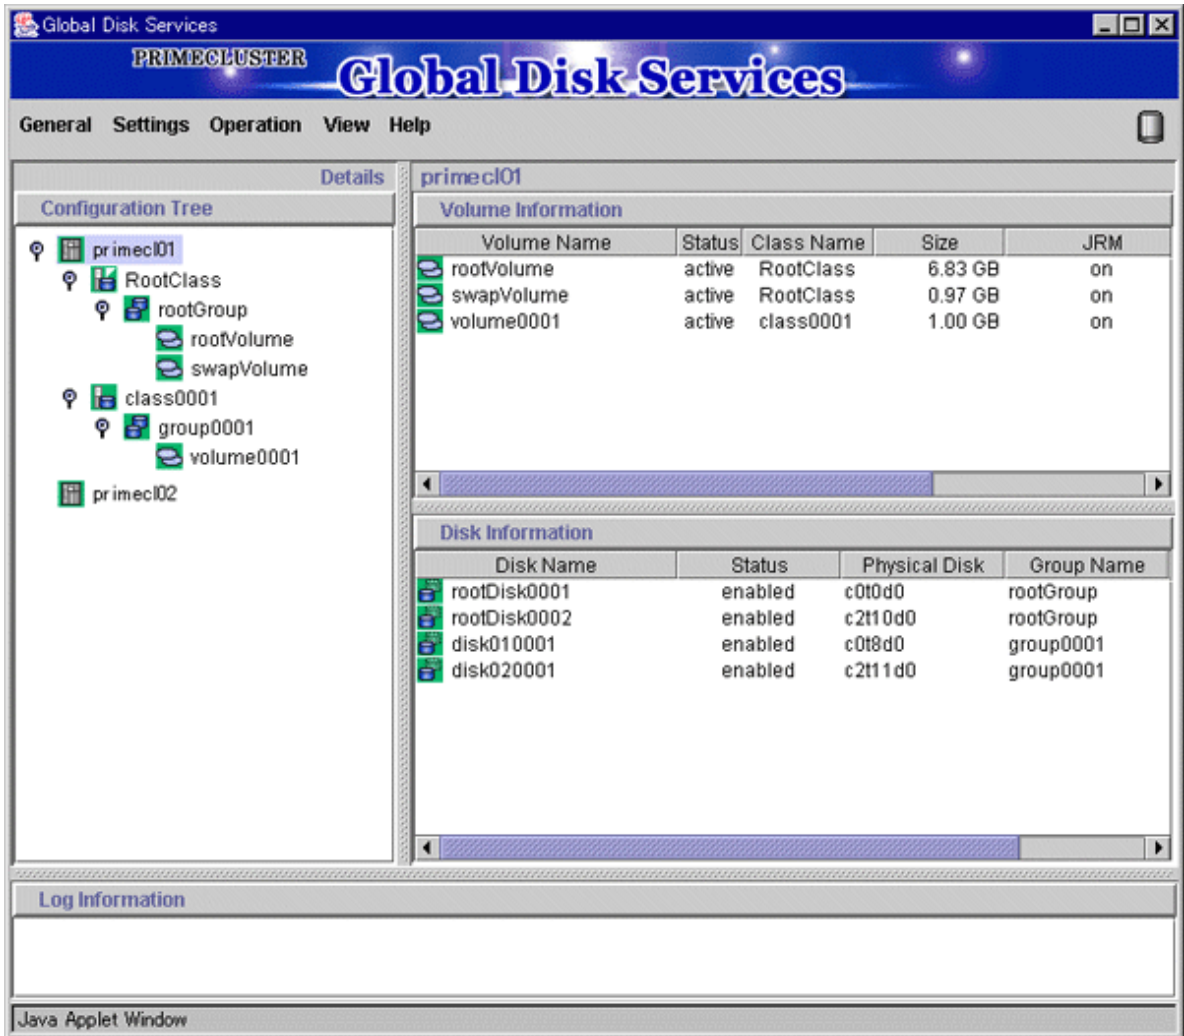 Global Disk Services
PRIMECLUSTER
Global Disk Services
General Settings Operation View Help
Details
Configuration Tree
primecl01
RootClass
rootGroup
rootVolume
swapVolume
class0001
group0001
volume0001
primecl02
primecl01
Volume Information
Volume Name Status Class Name Size JRM
rootVolume active RootClass 6.83 GB on
swapVolume active RootClass 0.97 GB on
volume0001 active class0001 1.00 GB on
Disk Information
Disk Name Status Physical Disk Group Name
rootDisk0001 enabled c0t0d0 rootGroup
rootDisk0002 enabled c2t10d0 rootGroup
disk010001 enabled c0t8d0 group0001
disk020001 enabled c2t11d0 group0001
Log Information
Java Applet Window